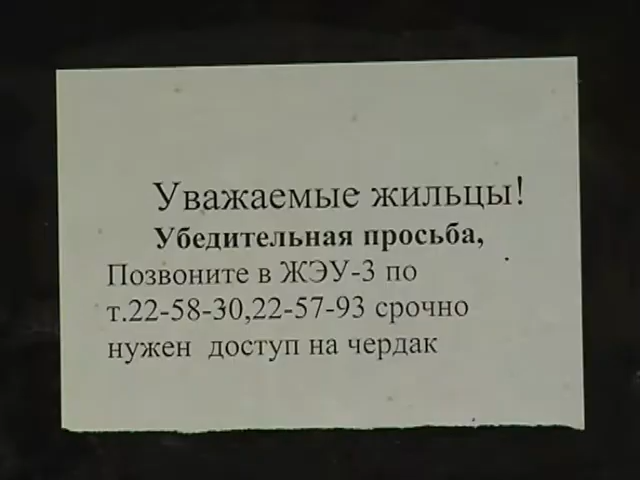 Уважаемые жильцы!
Убедительная просьба,
Позвоните в ЖЭУ-3 по
т.22-58-30,22-57-93 срочно
нужен доступ на чердак